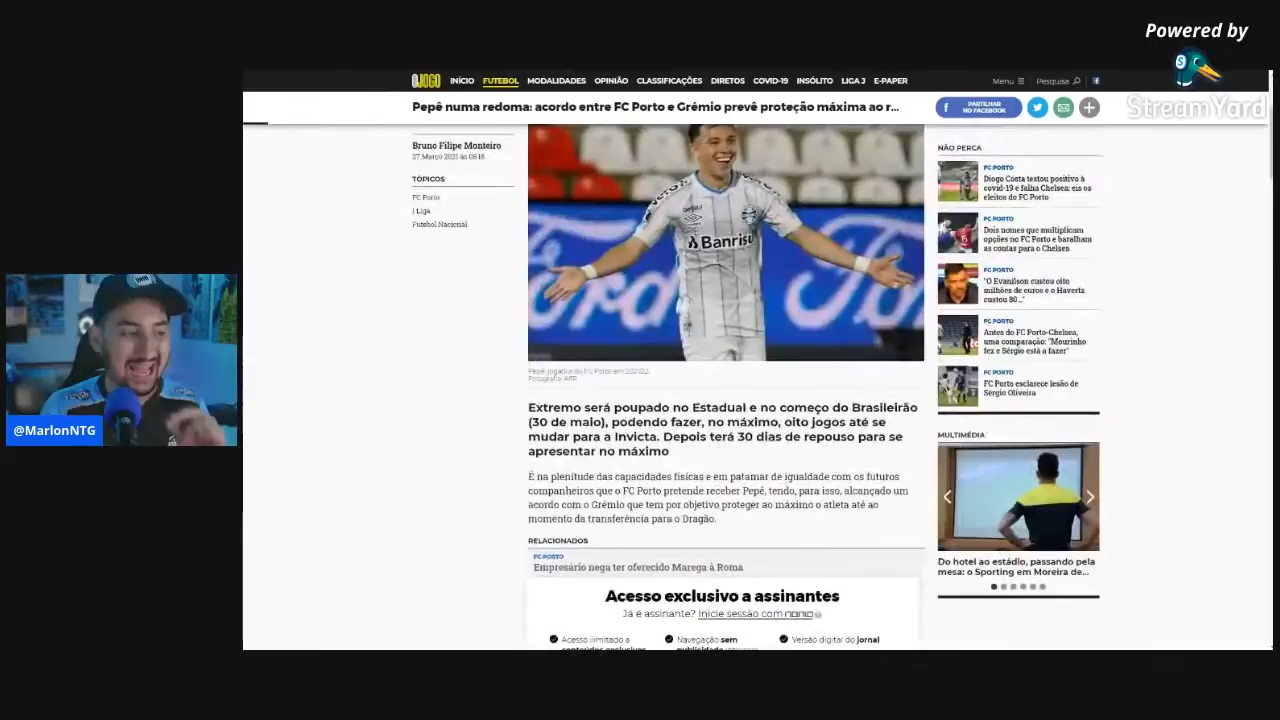 Powered by
StreamYard
O JOGO INÍCIO FUTEBOL MODALIDADES OPINIÃO CLASSIFICAÇÕES DIRETOS COVID-19 INSÓLITO LIGA J E-PAPER
Menu Pesquisa
Pepê numa redoma: acordo entre FC Porto e Grémio prevê proteção máxima ao r...
PARTILHAR
NO FACEBOOK
Bruno Filipe Monteiro
27 Março 2021 às 08:18
TÓPICOS
FC Porto
I Liga
Futebol Nacional
Banrisul
Ford
Pepê jogador do FC Porto em 2021/22
Fotografia: AFP
Extremo será poupado no Estadual e no começo do Brasileirão
(30 de maio), podendo fazer, no máximo, oito jogos até se
mudar para a Invicta. Depois terá 30 dias de repouso para se
apresentar no máximo
É na plenitude das capacidades físicas e em patamar de igualdade com os futuros
companheiros que o FC Porto pretende receber Pepê, tendo, para isso, alcançado um
acordo com o Grémio que tem por objetivo proteger ao máximo o atleta até ao
momento da transferência para o Dragão.
RELACIONADOS
FC PORTO
Empresário nega ter oferecido Marega à Roma
Acesso exclusivo a assinantes
Já é assinante? Inicie sessão com nonio
Acesso ilimitado a
conteúdos exclusivos
Navegação sem
publicidade
Versão digital do jornal
NÃO PERCA
FC PORTO
Diogo Costa testou positivo à
covid-19 e falha Chelsea: eis os
eleitos do FC Porto
FC PORTO
Dois nomes que multiplicam
opções no FC Porto e baralham
as contas para o Chelsea
FC PORTO
"O Evanilson custou oito
milhões de euros e o Havertz
custou 80..."
FC PORTO
Antes do FC Porto-Chelsea,
uma comparação: "Mourinho
fez e Sérgio está a fazer"
FC PORTO
FC Porto esclarece lesão de
Sérgio Oliveira
MULTIMÉDIA
Do hotel ao estádio, passando pela
mesa: o Sporting em Moreira de...
@MarlonNTG